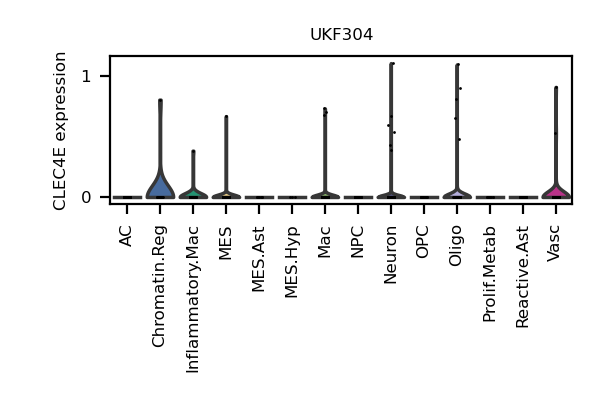 UKF304
CLEC4E expression
1
0
AC
Chromatin.Reg
Inflammatory.Mac
MES
MES.Ast
MES.Hyp
Mac
NPC
Neuron
OPC
Oligo
Prolif.Metab
Reactive.Ast
Vasc